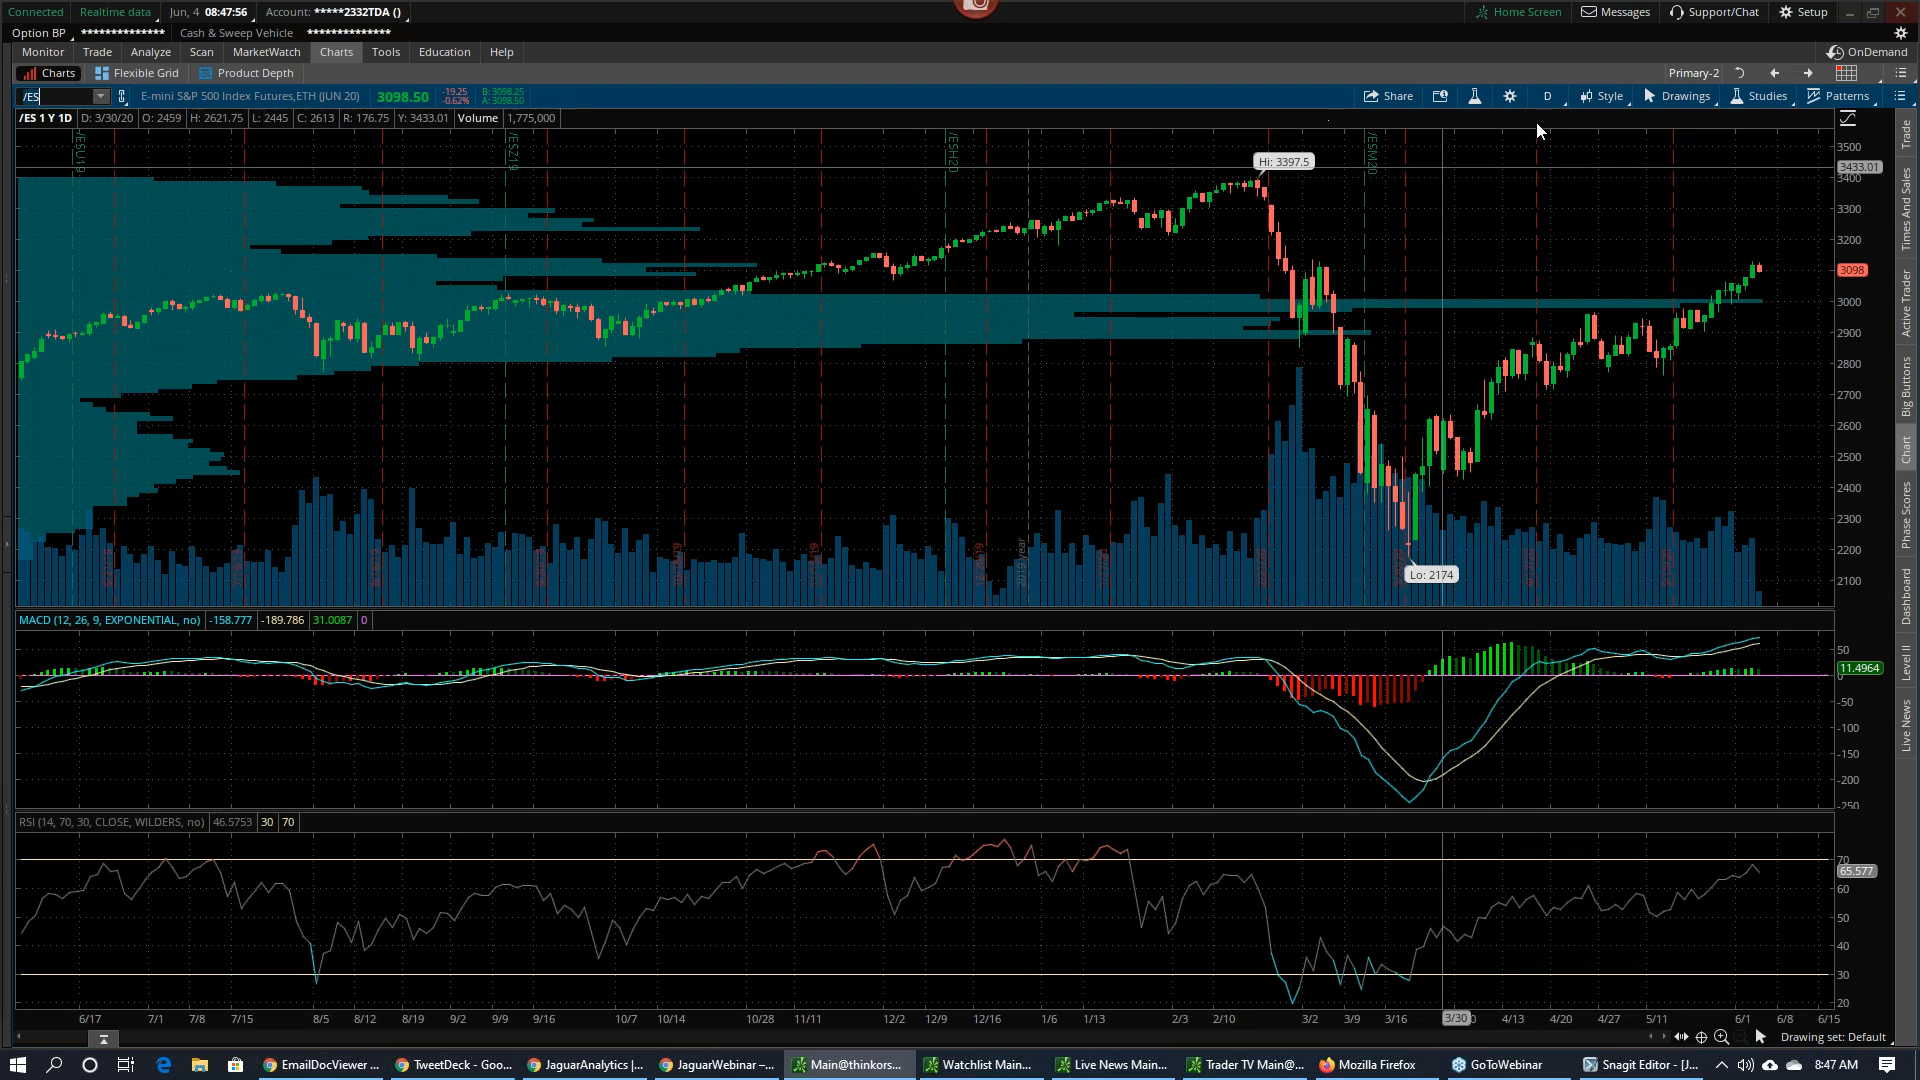 Connected Realtime data Jun, 4 08:47:56 Account: *****2332TDA () Home Screen Messages Support/Chat Setup
Option BP ************** Cash & Sweep Vehicle **************
Monitor Trade Analyze Scan MarketWatch Charts Tools Education Help OnDemand
Charts Flexible Grid Product Depth Primary-2
/ES E-mini S&P 500 Index Futures,ETH (JUN 20) 3098.50 -19.25 -0.62% B: 3098.25 A: 3098.50 Share D Style Drawings Studies Patterns
/ES 1 Y 1D D: 3/30/20 O: 2459 H: 2621.75 L: 2445 C: 2613 R: 176.75 Y: 3433.01 Volume 1,775,000
/ESU19 /ESZ19 /ESH20 /ESM20
Hi: 3397.5
Lo: 2174
2019 year
3500
3433.01
3400
3300
3200
3098
3000
2900
2800
2700
2600
2500
2400
2300
2200
2100
MACD (12, 26, 9, EXPONENTIAL, no) -158.777 -189.786 31.0087 0
50
11.4964
0
-50
-100
-150
-200
-250
RSI (14, 70, 30, CLOSE, WILDERS, no) 46.5753 30 70
70
65.577
60
50
40
30
20
6/17 7/1 7/8 7/15 8/5 8/12 8/19 9/2 9/9 9/16 10/7 10/14 10/28 11/11 12/2 12/9 12/16 1/6 1/13 2/3 2/10 3/2 3/9 3/16 3/30 4/13 4/20 4/27 5/11 6/1 6/8 6/15
Drawing set: Default
Trade
Times And Sales
Active Trader
Big Buttons
Chart
Phase Scores
Dashboard
Level II
Live News
EmailDocViewer ... TweetDeck - Goo... JaguarAnalytics |... JaguarWebinar –... Main@thinkors... Watchlist Main... Live News Main... Trader TV Main@... Mozilla Firefox GoToWebinar Snagit Editor - [J... 8:47 AM